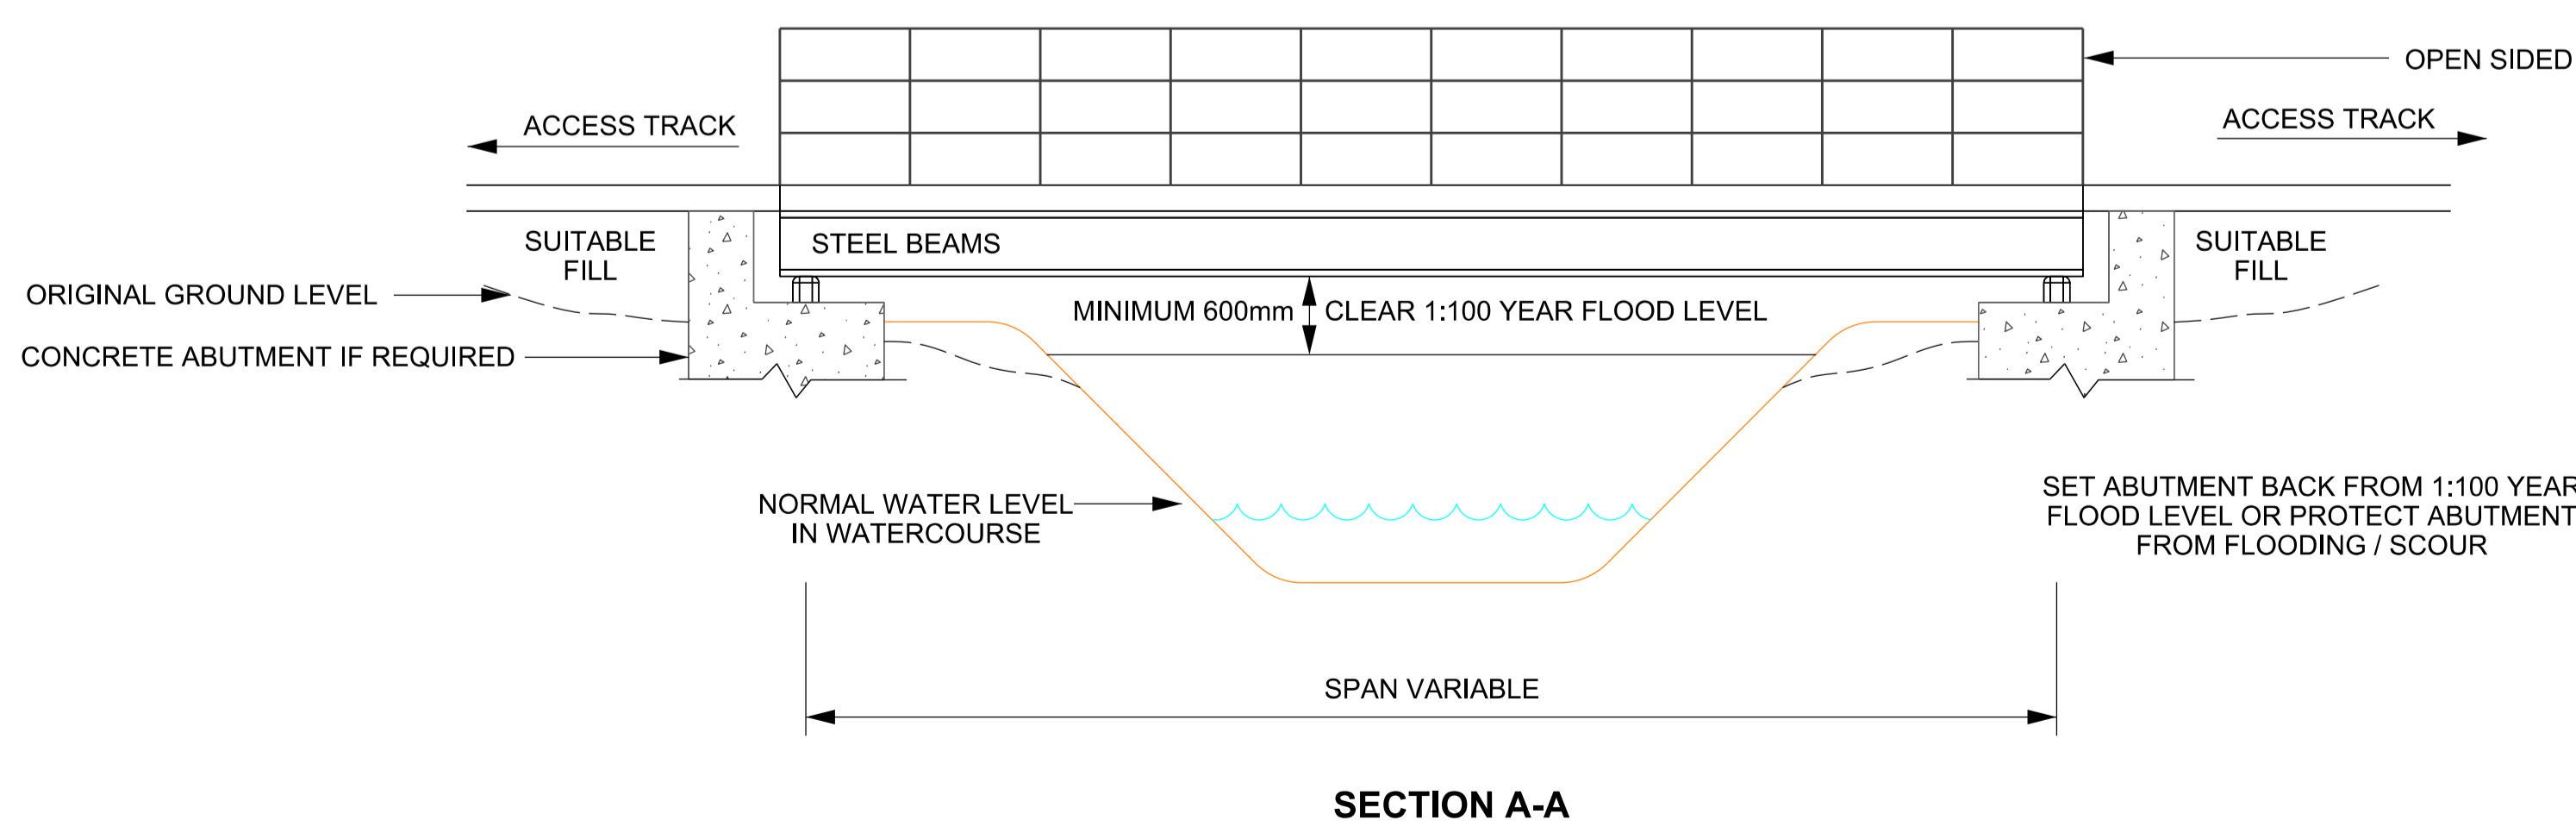 OPEN SIDED
ACCESS TRACK
ACCESS TRACK
SUITABLE
FILL
STEEL BEAMS
SUITABLE
FILL
ORIGINAL GROUND LEVEL
MINIMUM 600mm
CLEAR 1:100 YEAR FLOOD LEVEL
CONCRETE ABUTMENT IF REQUIRED
NORMAL WATER LEVEL
IN WATERCOURSE
SET ABUTMENT BACK FROM 1:100 YEAR
FLOOD LEVEL OR PROTECT ABUTMENT
FROM FLOODING / SCOUR
SPAN VARIABLE
SECTION A-A